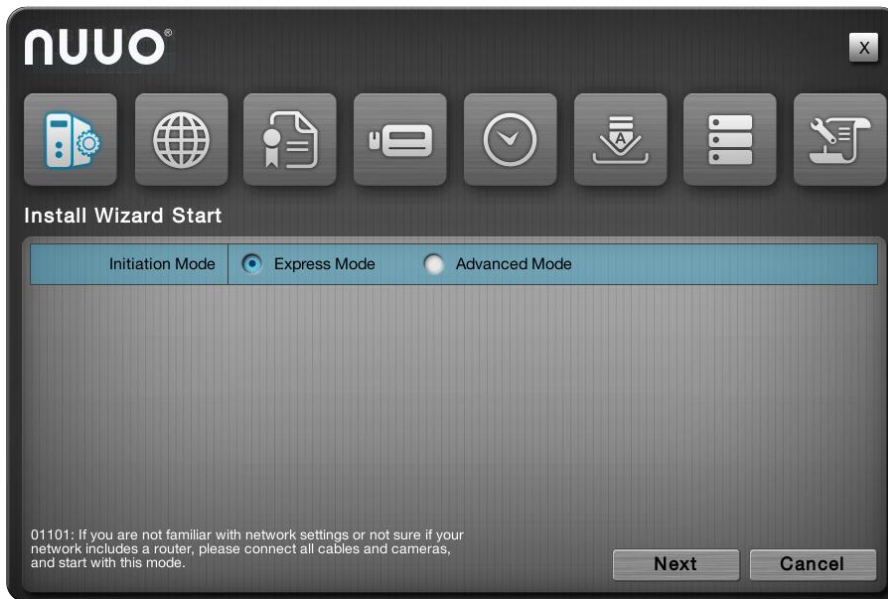 nuuo®
X
A
Install Wizard Start
Initiation Mode Express Mode Advanced Mode
01101: If you are not familiar with network settings or not sure if your
network includes a router, please connect all cables and cameras,
and start with this mode.
Next Cancel